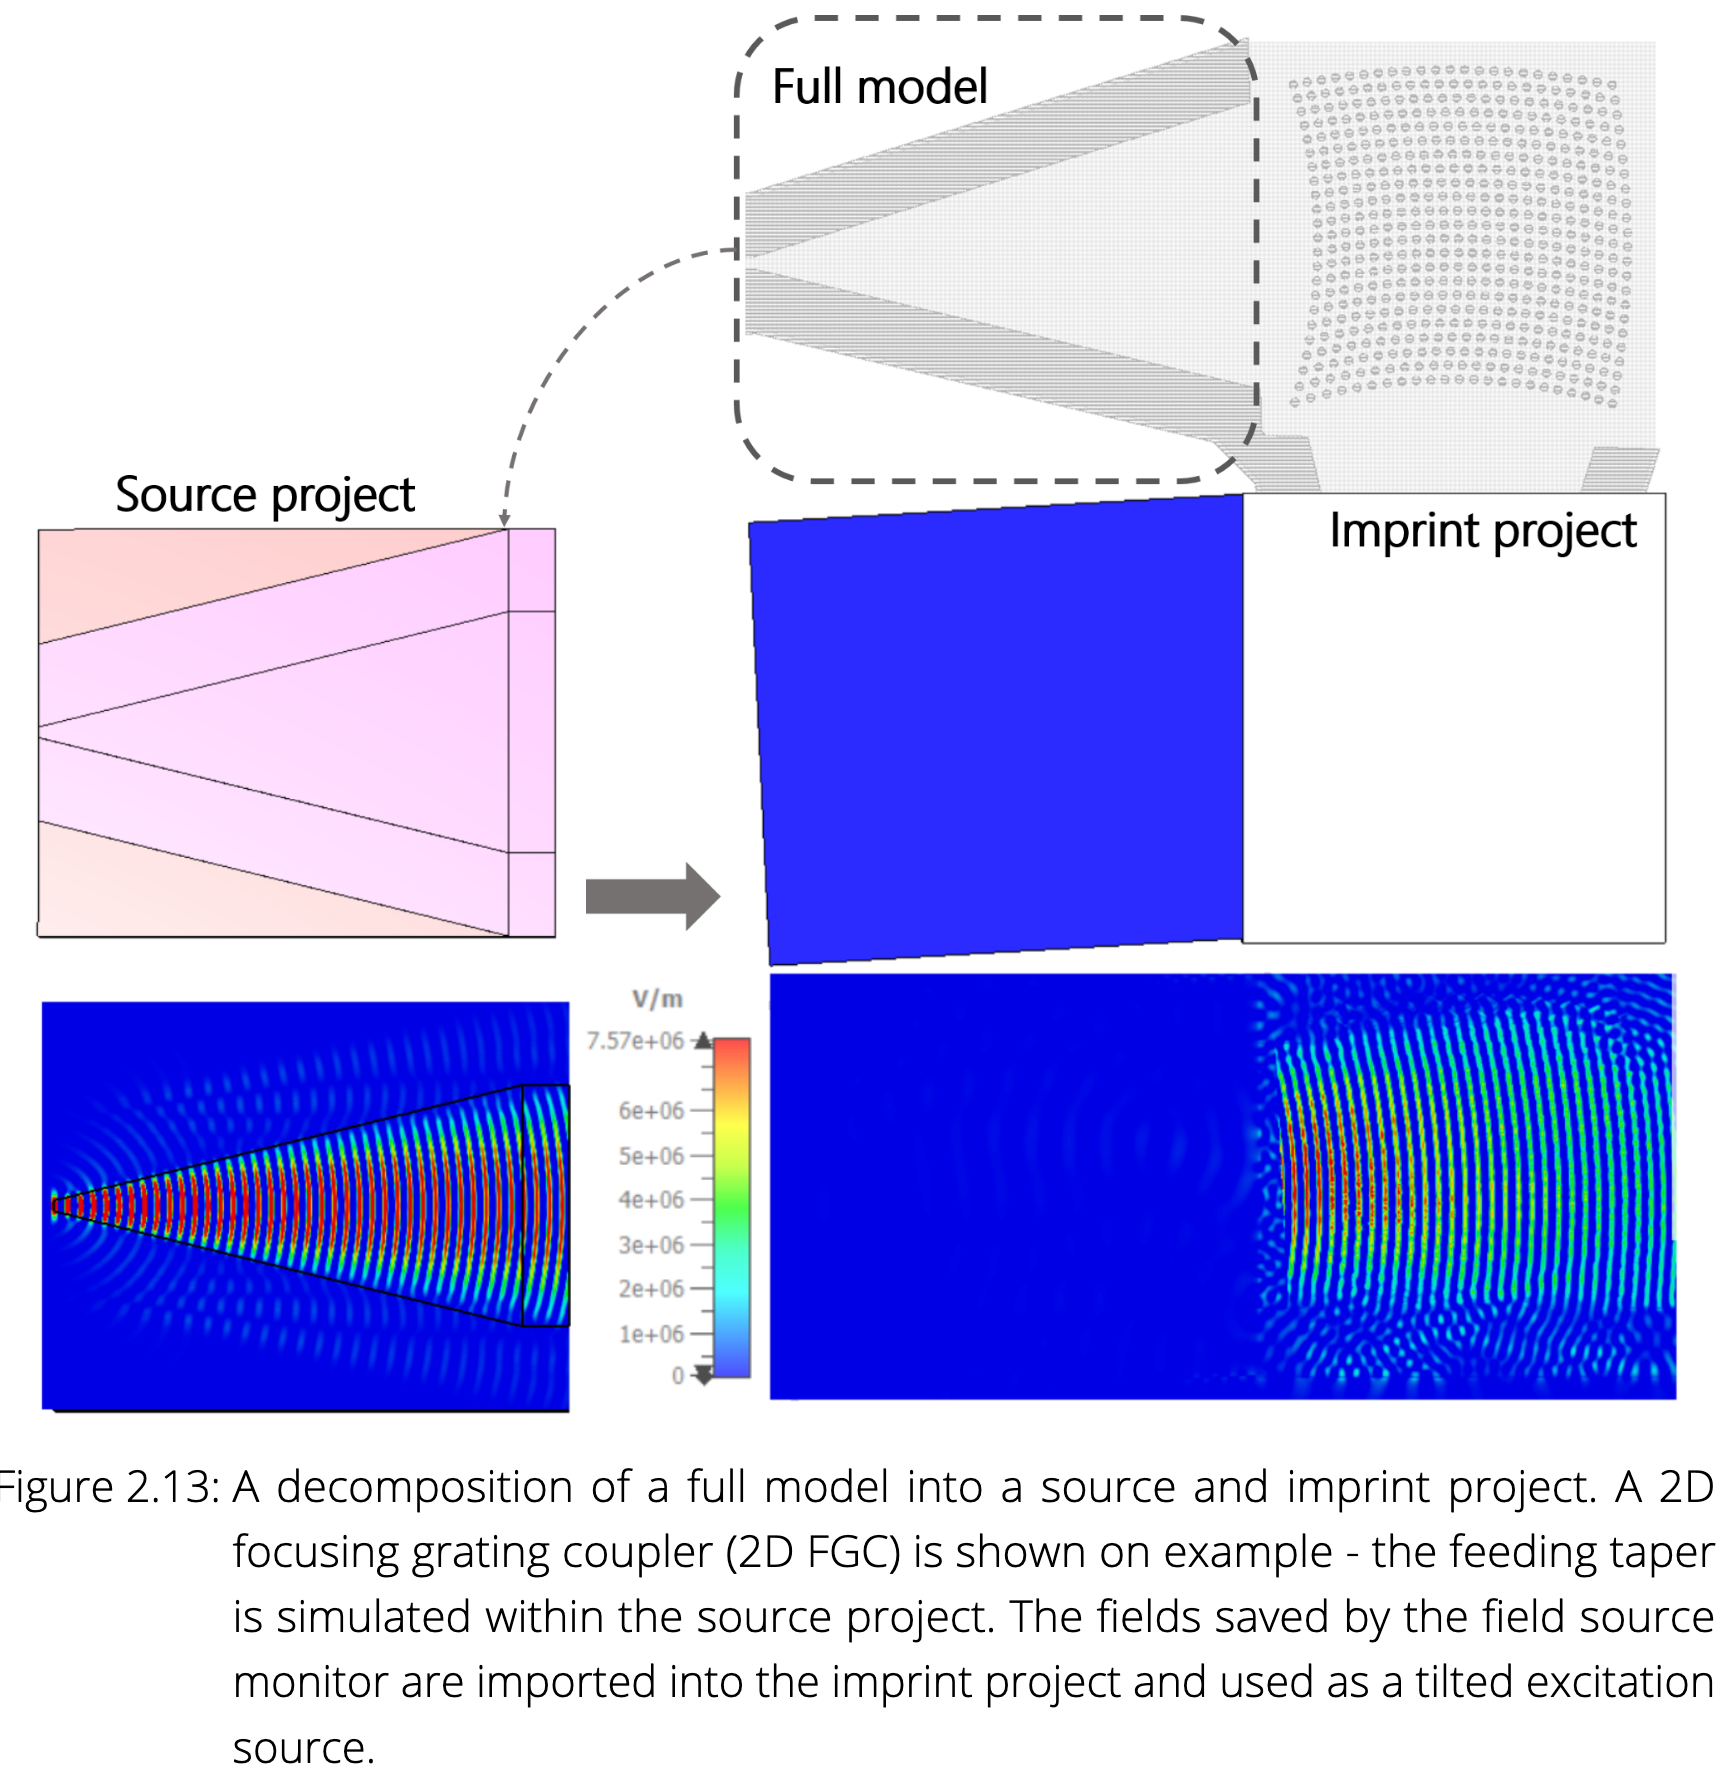 Full model
Source project
Imprint project
V/m
7.57e+06
6e+06
5e+06
4e+06
3e+06
2e+06
1e+06
0
Figure 2.13: A decomposition of a full model into a source and imprint project. A 2D
focusing grating coupler (2D FGC) is shown on example - the feeding taper
is simulated within the source project. The fields saved by the field source
monitor are imported into the imprint project and used as a tilted excitation
source.